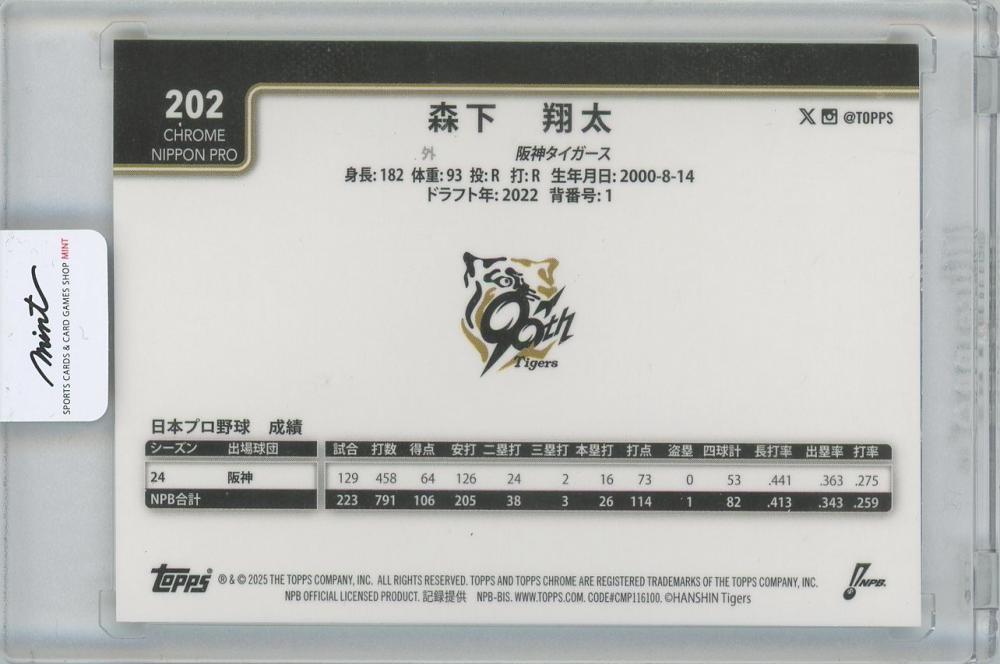 202
CHROME
NIPPON PRO
森下 翔太
@TOPPS
外 阪神タイガース
身長: 182 体重: 93 投: R 打: R 生年月日: 2000-8-14
ドラフト年: 2022 背番号: 1
mint
SPORTS CARDS & CARD GAMES SHOP MINT
90th
Tigers
日本プロ野球 成績
シーズン 出場球団 試合 打数 得点 安打 二塁打 三塁打 本塁打 打点 盗塁 四球計 長打率 出塁率 打率
24 阪神 129 458 64 126 24 2 16 73 0 53 .441 .363 .275
NPB合計 223 791 106 205 38 3 26 114 1 82 .413 .343 .259
Topps ® & © 2025 THE TOPPS COMPANY, INC. ALL RIGHTS RESERVED. TOPPS AND TOPPS CHROME ARE REGISTERED TRADEMARKS OF THE TOPPS COMPANY, INC.
NPB OFFICIAL LICENSED PRODUCT. 記録提供 NPB-BIS. WWW.TOPPS.COM. CODE#CMP116100. ©HANSHIN Tigers
NPB.